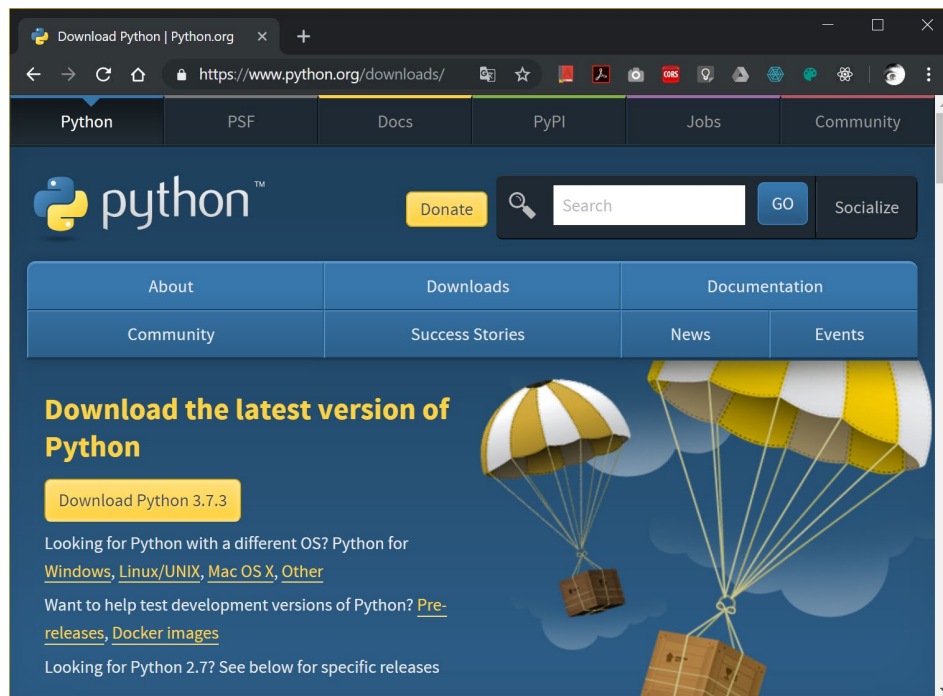 Download Python | Python.org
https://www.python.org/downloads/
CORS
Python PSF Docs PyPI Jobs Community
python™
Donate
Search
GO
Socialize
About Downloads Documentation
Community Success Stories News Events
Download the latest version of
Python
Download Python 3.7.3
Looking for Python with a different OS? Python for
Windows, Linux/UNIX, Mac OS X, Other
Want to help test development versions of Python? Pre-
releases, Docker images
Looking for Python 2.7? See below for specific releases